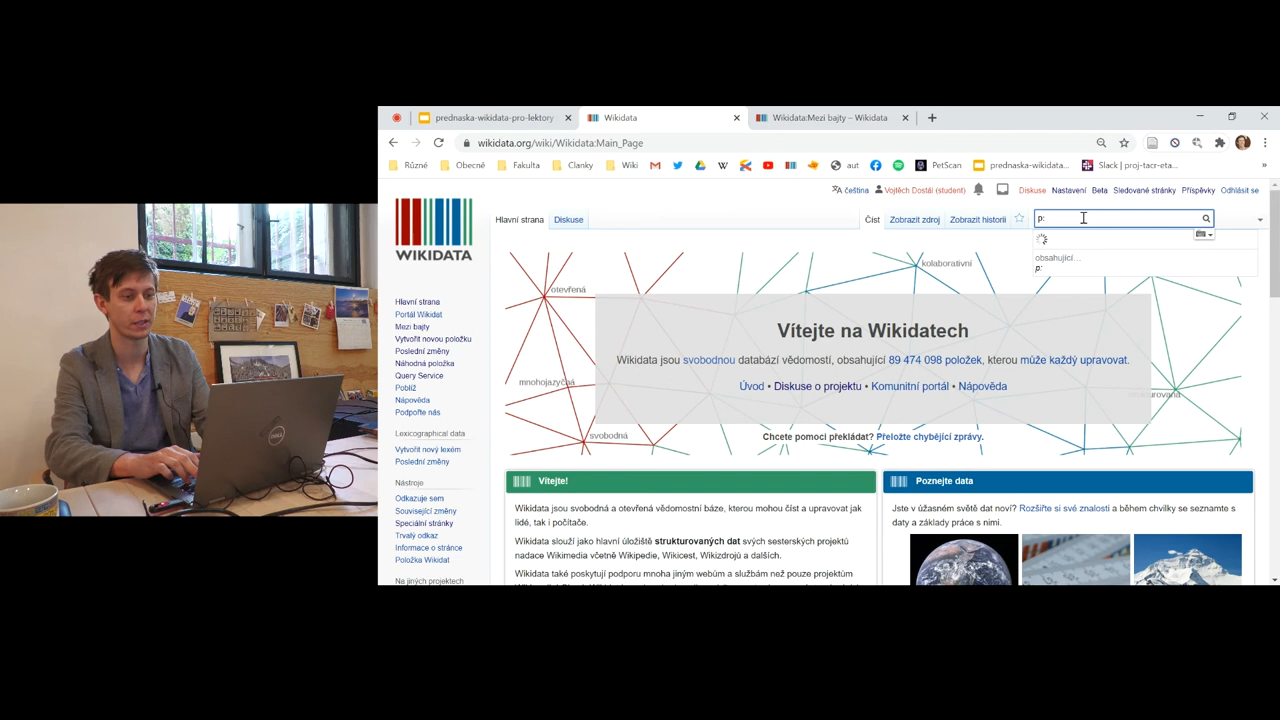 prednaska-wikidata-pro-lektory
Wikidata
Wikidata:Mezi bajty – Wikidata
wikidata.org/wiki/Wikidata:Main_Page
Různé
Obecně
Fakulta
Clanky
Wiki
aut
PetScan
prednaska-wikidata...
Slack | proj-tacr-eta...
čeština
Vojtěch Dostál (student)
Diskuse
Nastavení
Beta
Sledované stránky
Příspěvky
Odhlásit se
WIKIDATA
Hlavní strana
Diskuse
Číst
Zobrazit zdroj
Zobrazit historii
p:
obsahující...
p:
Hlavní strana
Portál Wikidat
Mezi bajty
Vytvořit novou položku
Poslední změny
Náhodná položka
Query Service
Poblíž
Nápověda
Podpořte nás
Lexicographical data
Vytvořit nový lexém
Poslední změny
Nástroje
Odkazuje sem
Související změny
Speciální stránky
Trvalý odkaz
Informace o stránce
Položka Wikidat
Na jiných projektech
otevřená
kolaborativní
mnohojazyčná
svobodná
Vítejte na Wikidatech
Wikidata jsou svobodnou databází vědomostí, obsahující 89 474 098 položek, kterou může každý upravovat.
Úvod • Diskuse o projektu • Komunitní portál • Nápověda
Chcete pomoci překládat? Přeložte chybějící zprávy.
Vítejte!
Wikidata jsou svobodná a otevřená vědomostní báze, kterou mohou číst a upravovat jak
lidé, tak i počítače.
Wikidata slouží jako hlavní úložiště strukturovaných dat svých sesterských projektů
nadace Wikimedia včetně Wikipedie, Wikicest, Wikizdrojů a dalších.
Wikidata také poskytují podporu mnoha jiným webům a službám než pouze projektům
Poznejte data
Jste v úžasném světě dat noví? Rozšiřte si své znalosti a během chvilky se seznamte s
daty a základy práce s nimi.
DELL